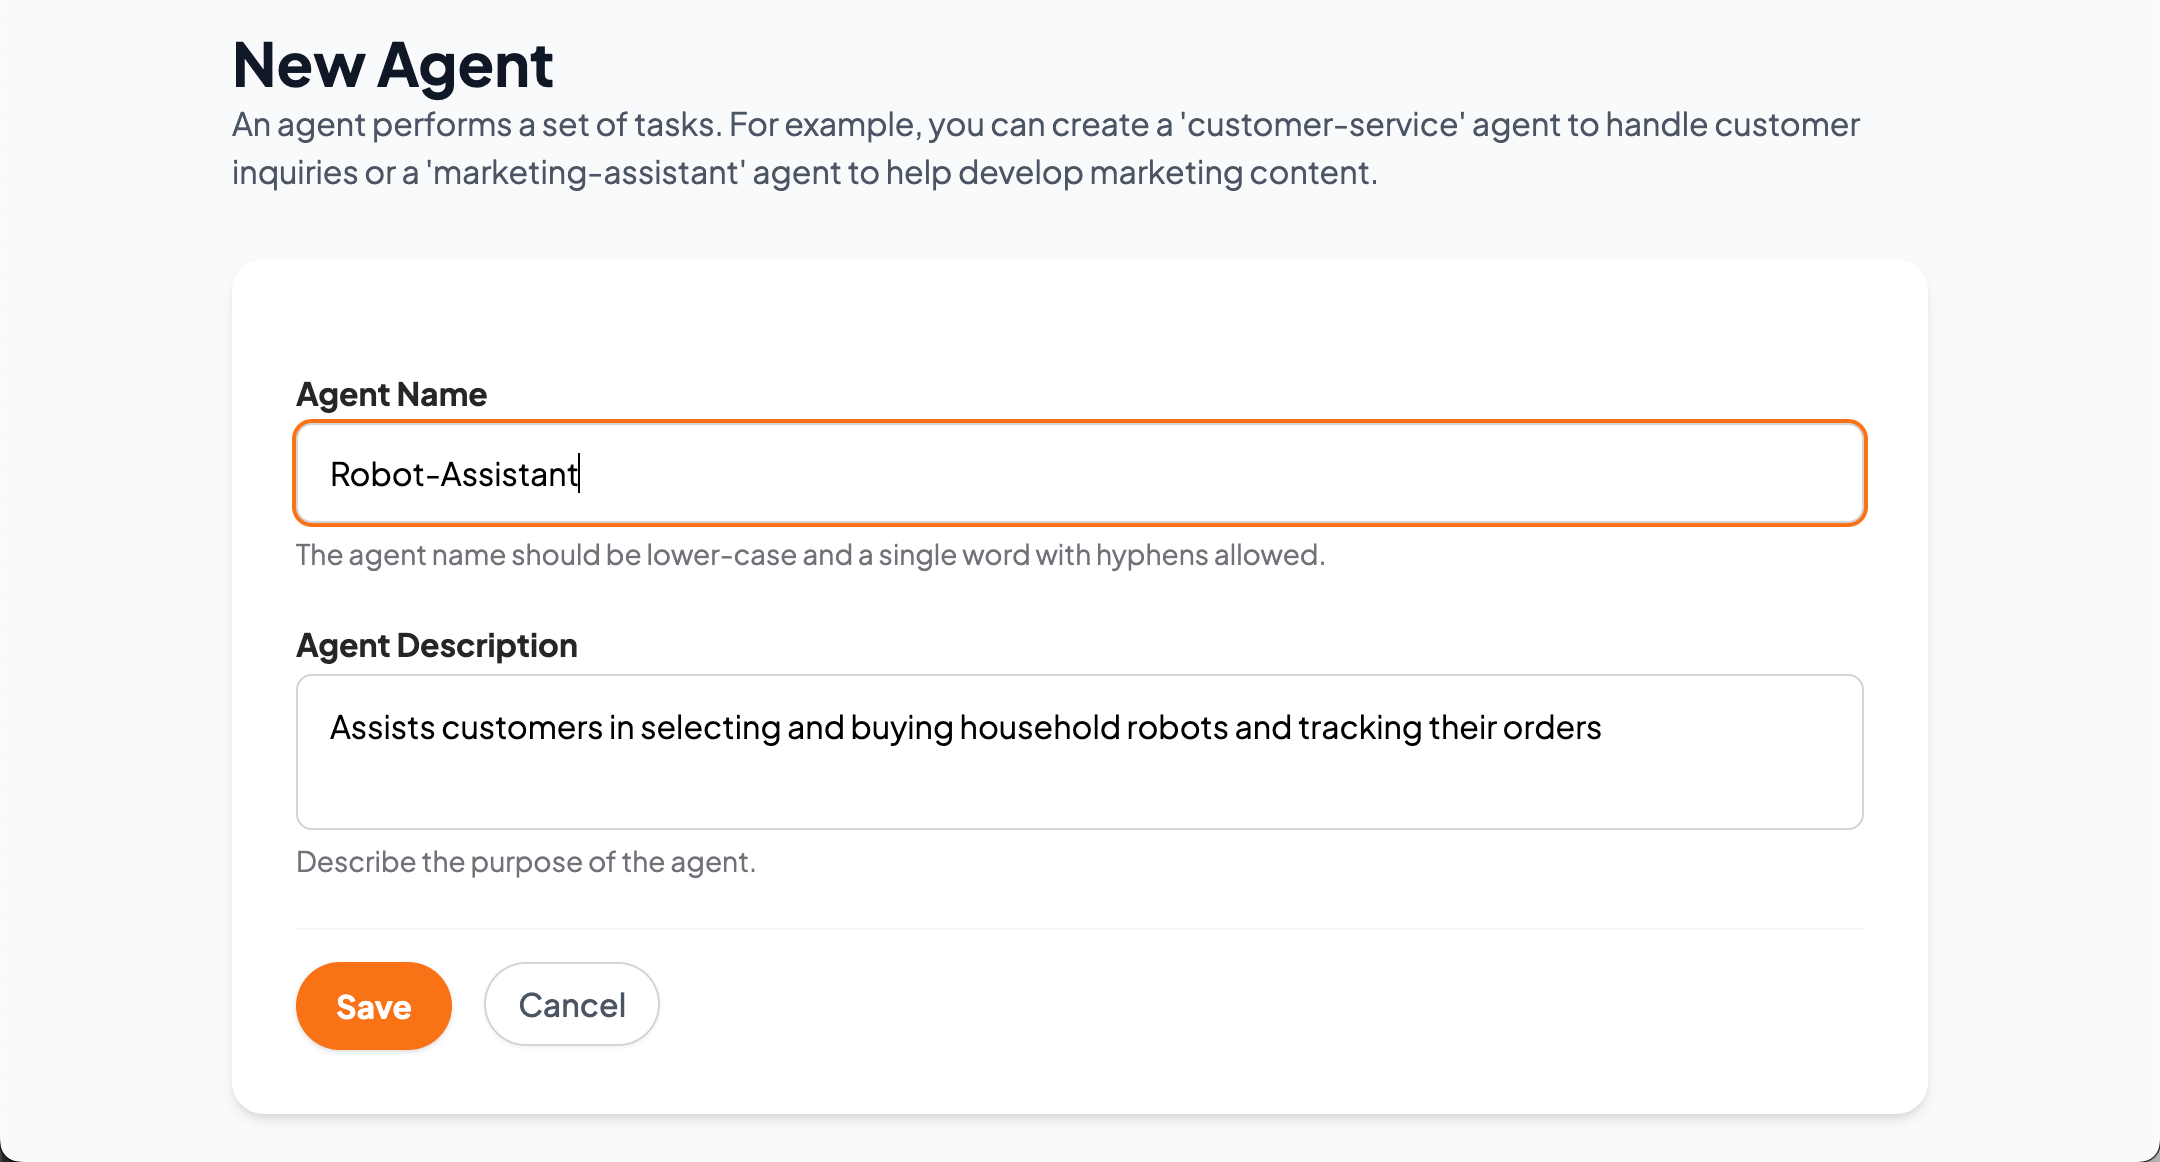 New Agent
An agent performs a set of tasks. For example, you can create a 'customer-service' agent to handle customer
inquiries or a 'marketing-assistant' agent to help develop marketing content.
Agent Name
Robot-Assistant
The agent name should be lower-case and a single word with hyphens allowed.
Agent Description
Assists customers in selecting and buying household robots and tracking their orders
Describe the purpose of the agent.
Save
Cancel